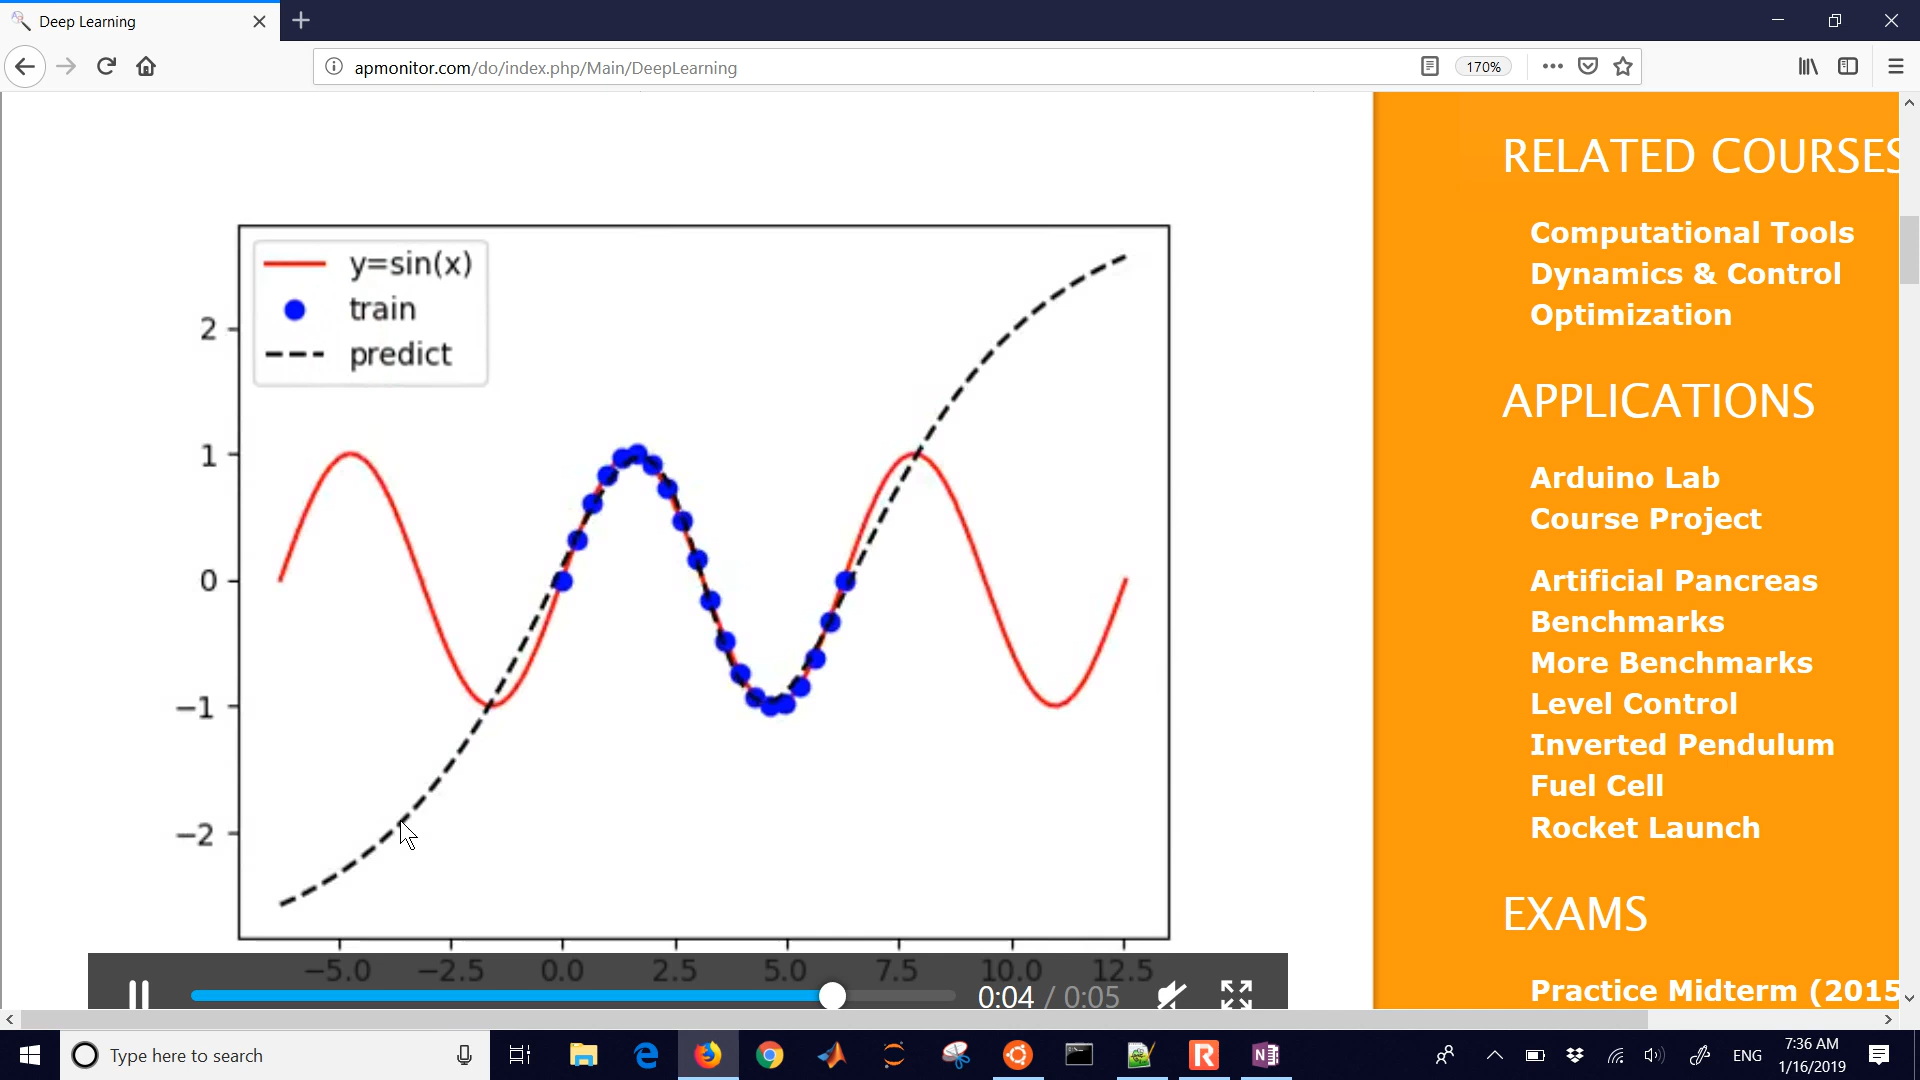 Deep Learning
apmonitor.com/do/index.php/Main/DeepLearning
170%
y=sin(x)
train
predict
2
1
0
−1
−2
−5.0 −2.5 0.0 2.5 5.0 7.5 10.0 12.5
0:04 / 0:05
RELATED COURSES
Computational Tools
Dynamics & Control
Optimization
APPLICATIONS
Arduino Lab
Course Project
Artificial Pancreas
Benchmarks
More Benchmarks
Level Control
Inverted Pendulum
Fuel Cell
Rocket Launch
EXAMS
Practice Midterm (2015
Type here to search
ENG
7:36 AM
1/16/2019